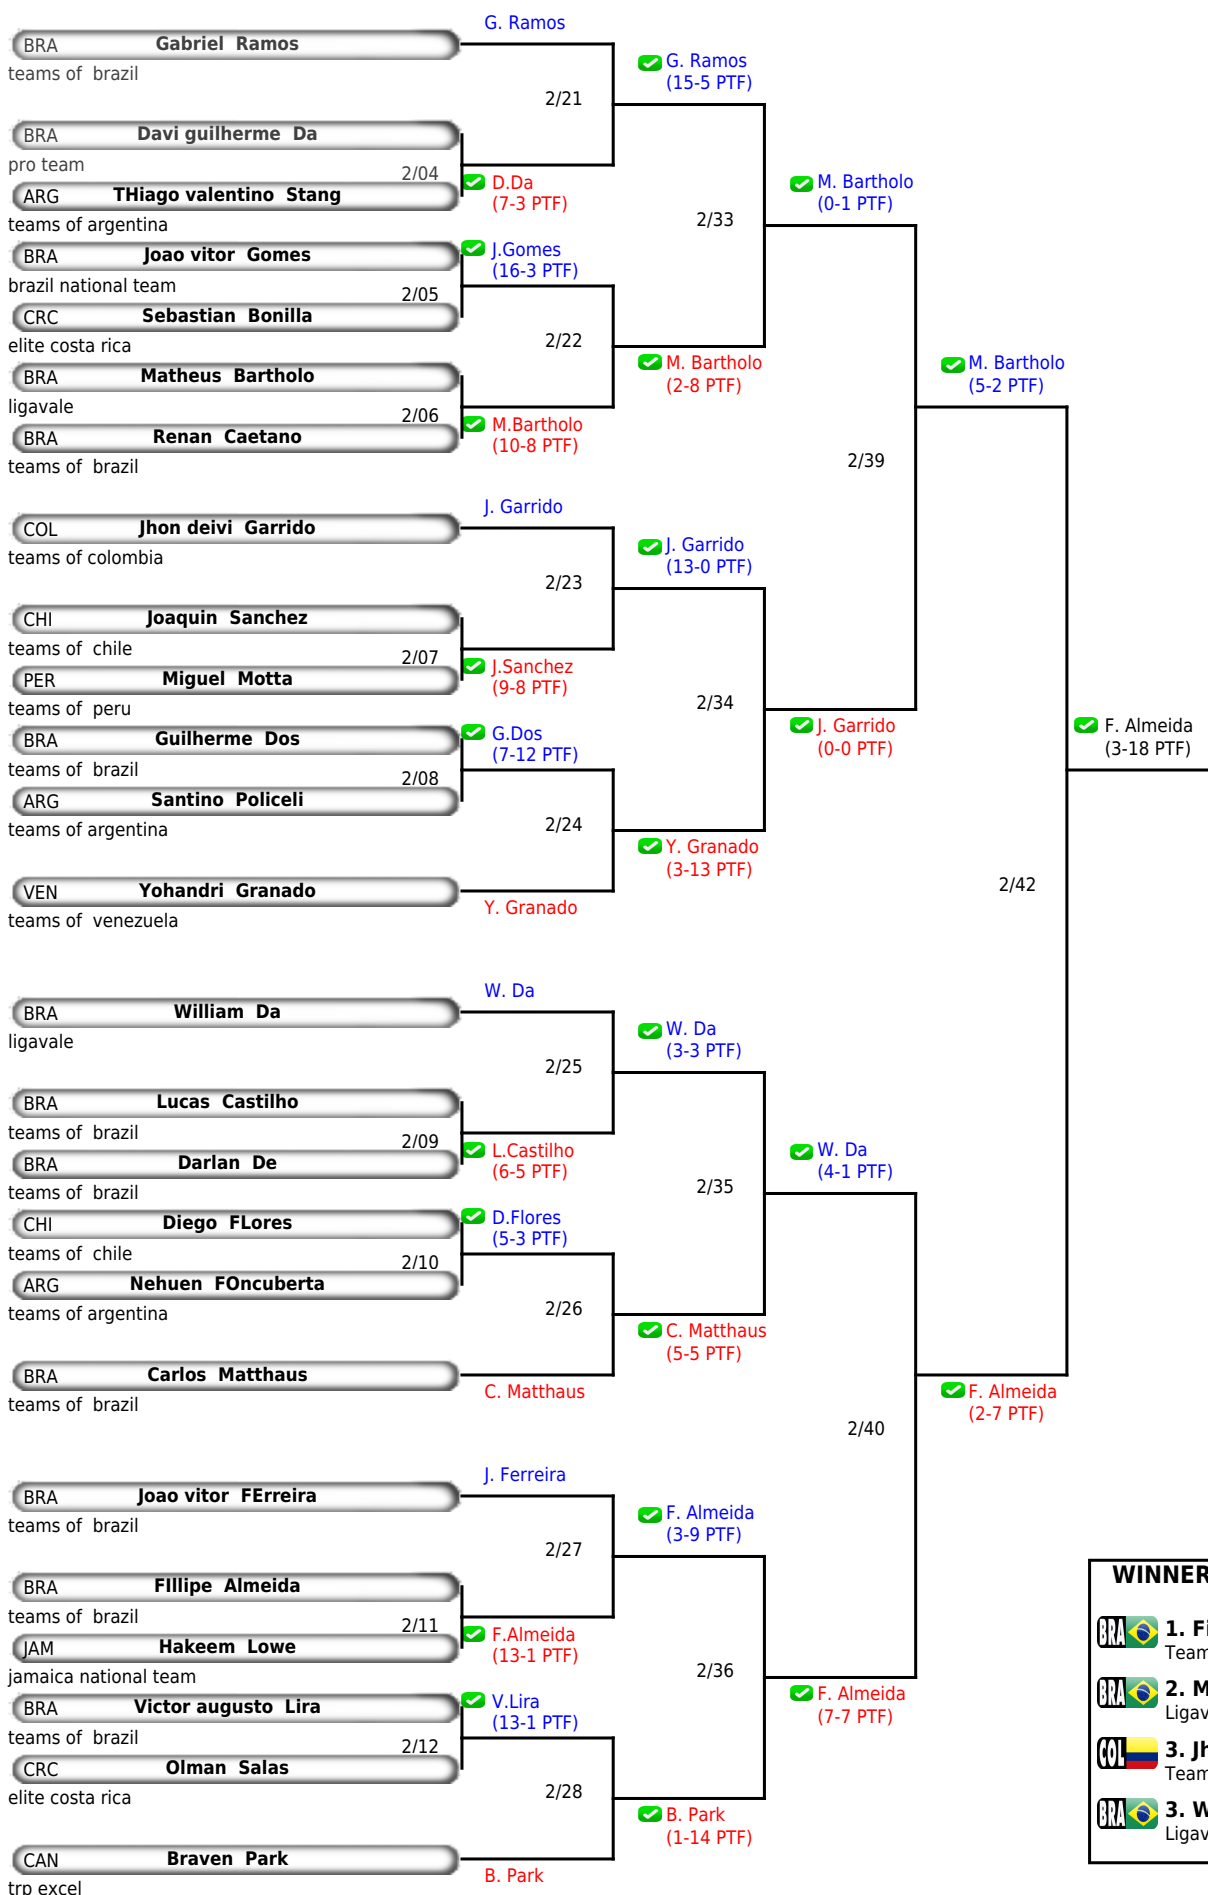 G. Ramos
BRA Gabriel Ramos
teams of brazil
G. Ramos
(15-5 PTF)
2/21
BRA Davi guilherme Da
pro team
2/04
D.Da
(7-3 PTF)
ARG THiago valentino Stang
teams of argentina
M. Bartholo
(0-1 PTF)
2/33
BRA Joao vitor Gomes
brazil national team
J.Gomes
(16-3 PTF)
2/05
CRC Sebastian Bonilla
elite costa rica
2/22
BRA Matheus Bartholo
ligavale
M. Bartholo
(2-8 PTF)
M. Bartholo
(5-2 PTF)
2/06
BRA Renan Caetano
teams of brazil
M.Bartholo
(10-8 PTF)
2/39
J. Garrido
COL Jhon deivi Garrido
teams of colombia
J. Garrido
(13-0 PTF)
2/23
CHI Joaquin Sanchez
teams of chile
2/07
J.Sanchez
(9-8 PTF)
PER Miguel Motta
teams of peru
2/34
BRA Guilherme Dos
teams of brazil
G.Dos
(7-12 PTF)
J. Garrido
(0-0 PTF)
F. Almeida
(3-18 PTF)
2/08
ARG Santino Policeli
teams of argentina
2/24
Y. Granado
(3-13 PTF)
VEN Yohandri Granado
teams of venezuela
Y. Granado
2/42
W. Da
BRA William Da
ligavale
W. Da
(3-3 PTF)
2/25
BRA Lucas Castilho
teams of brazil
2/09
L.Castilho
(6-5 PTF)
BRA Darlan De
teams of brazil
W. Da
(4-1 PTF)
2/35
CHI Diego FLores
teams of chile
D.Flores
(5-3 PTF)
2/10
ARG Nehuen FOncuberta
teams of argentina
2/26
C. Matthaus
(5-5 PTF)
BRA Carlos Matthaus
teams of brazil
C. Matthaus
F. Almeida
(2-7 PTF)
2/40
J. Ferreira
BRA Joao vitor FErreira
teams of brazil
F. Almeida
(3-9 PTF)
2/27
BRA FIllipe Almeida
teams of brazil
2/11
F.Almeida
(13-1 PTF)
JAM Hakeem Lowe
jamaica national team
2/36
BRA Victor augusto Lira
teams of brazil
V.Lira
(13-1 PTF)
F. Almeida
(7-7 PTF)
2/12
CRC Olman Salas
elite costa rica
2/28
B. Park
(1-14 PTF)
CAN Braven Park
trp excel
B. Park
WINNER
BRA 1. Fi
Team
BRA 2. M
Ligav
COL 3. Jh
Team
BRA 3. W
Ligav